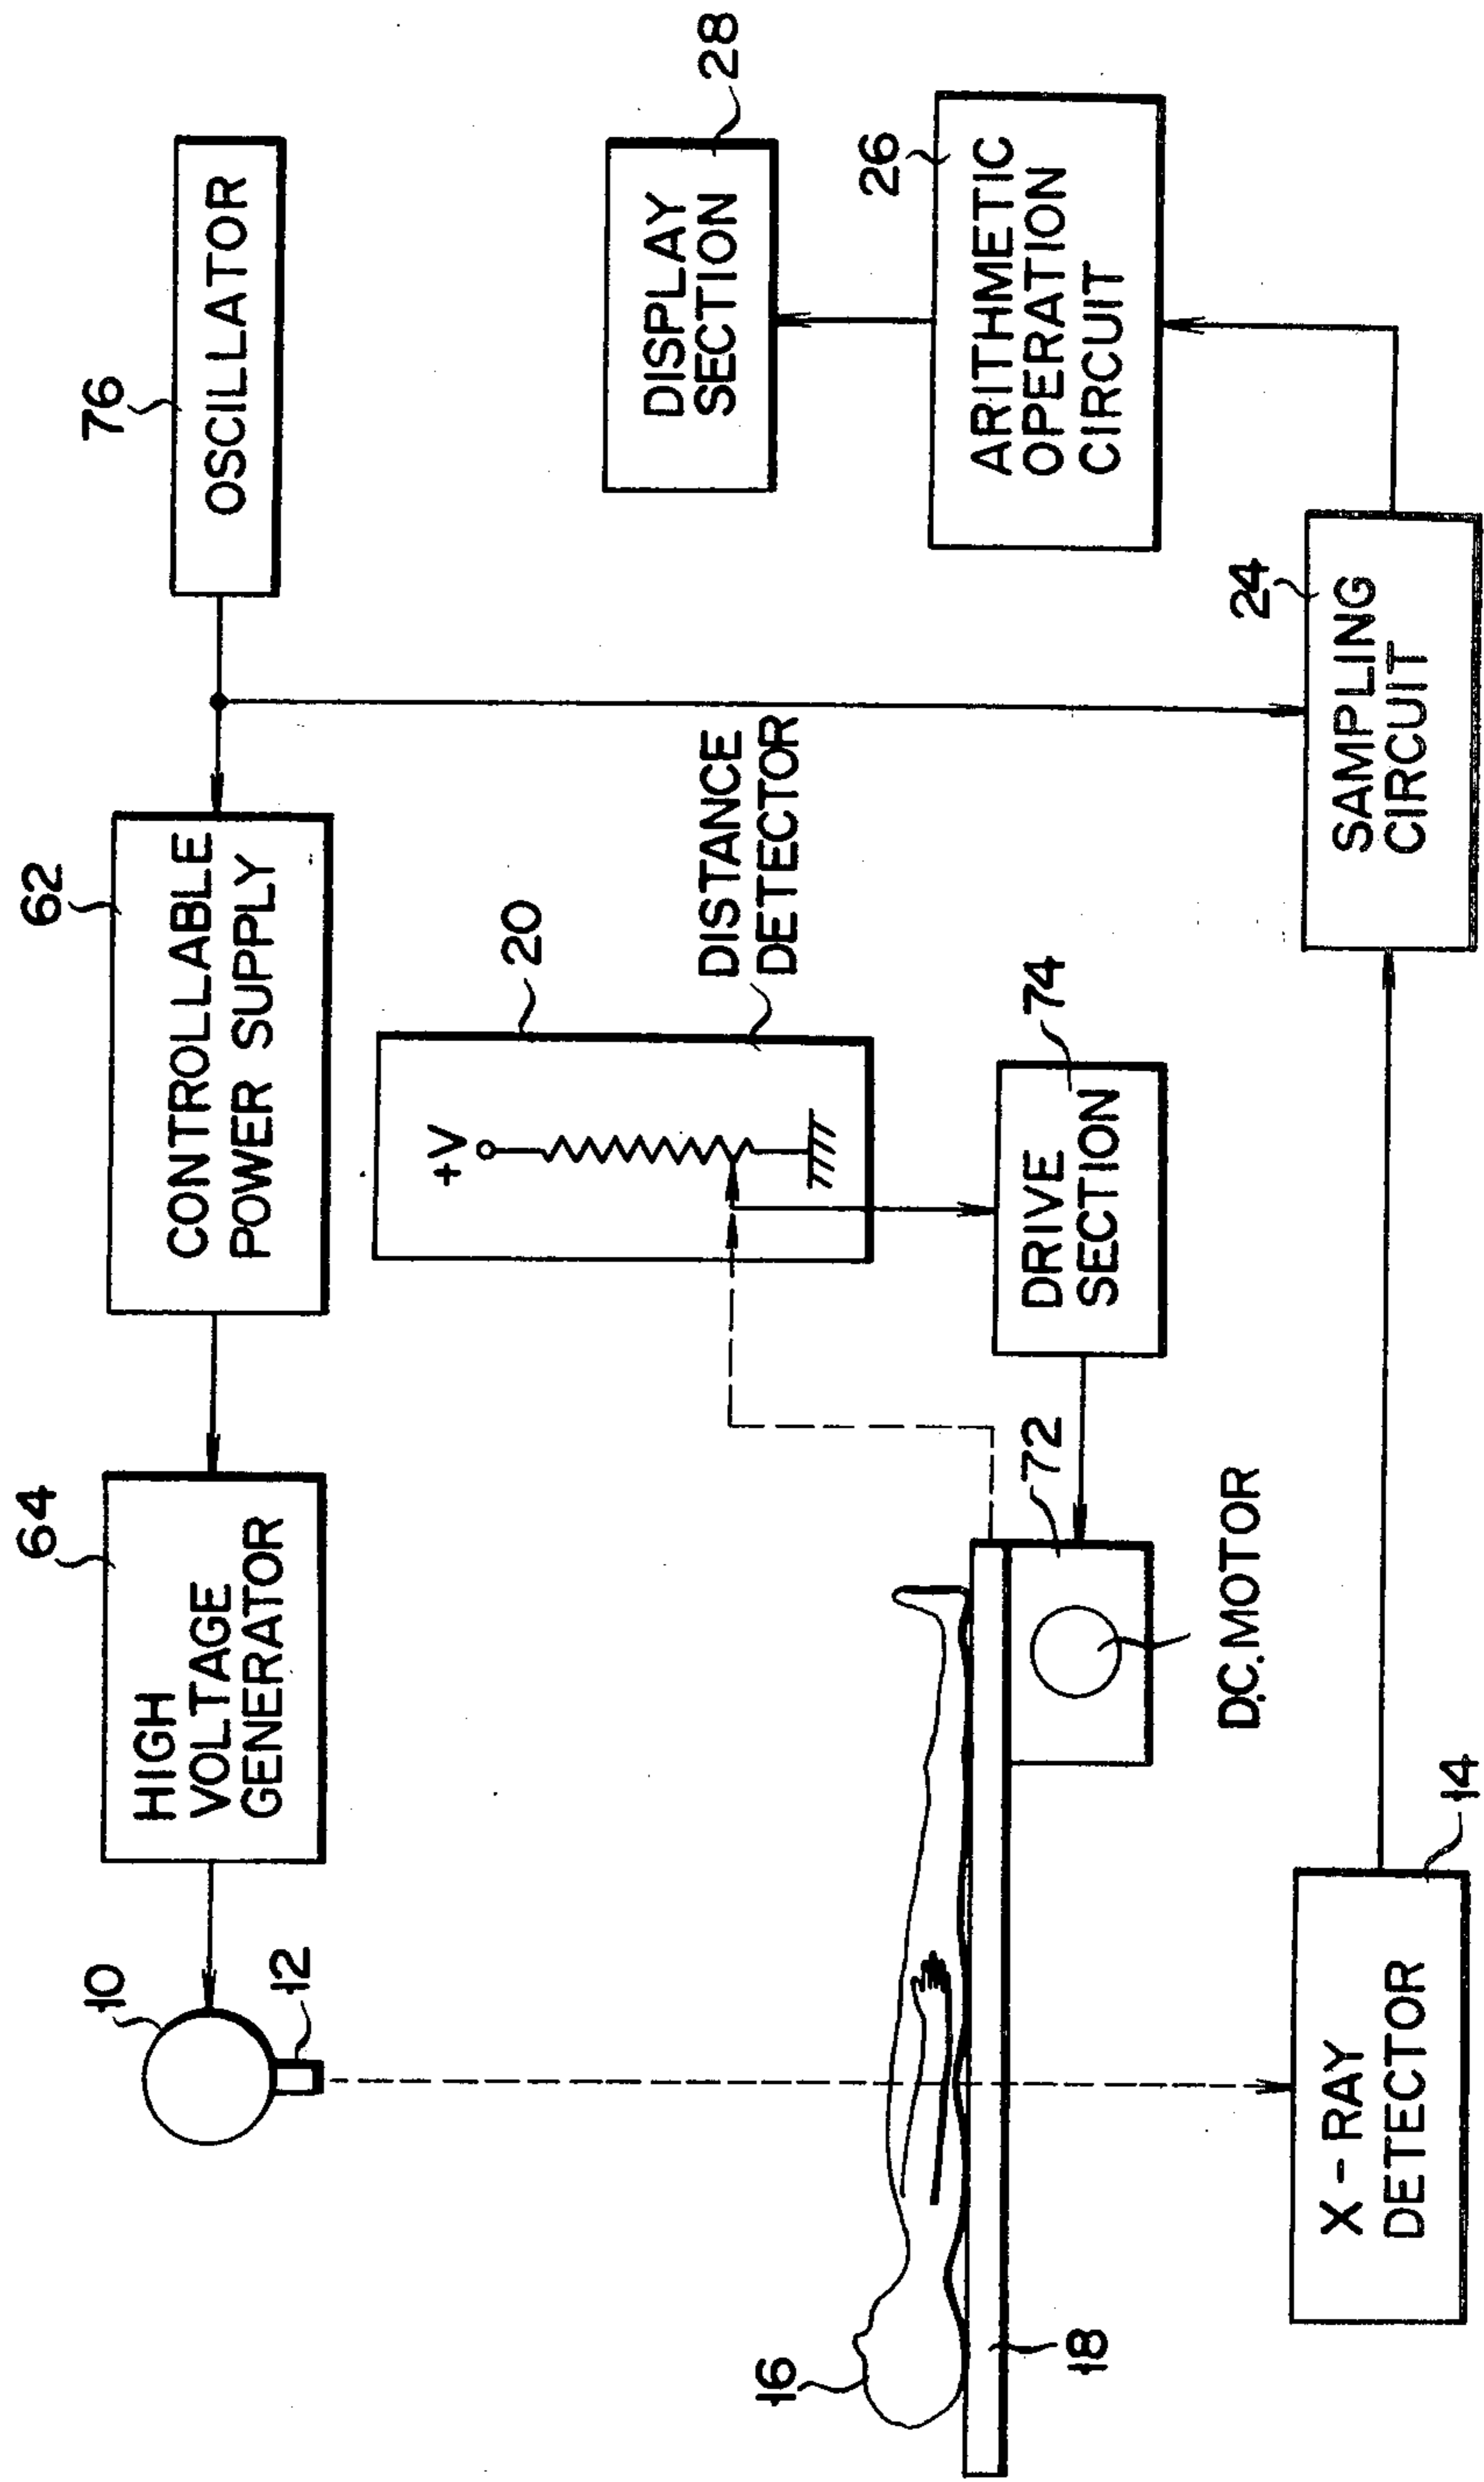 76
OSCILLATOR
62
CONTROLLABLE
POWER SUPPLY
64
HIGH
VOLTAGE
GENERATOR
10
12
28
DISPLAY
SECTION
26
ARITHMETIC
OPERATION
CIRCUIT
20
+V
DISTANCE
DETECTOR
74
DRIVE
SECTION
72
D.C. MOTOR
16
18
24
SAMPLING
CIRCUIT
14
X-RAY
DETECTOR